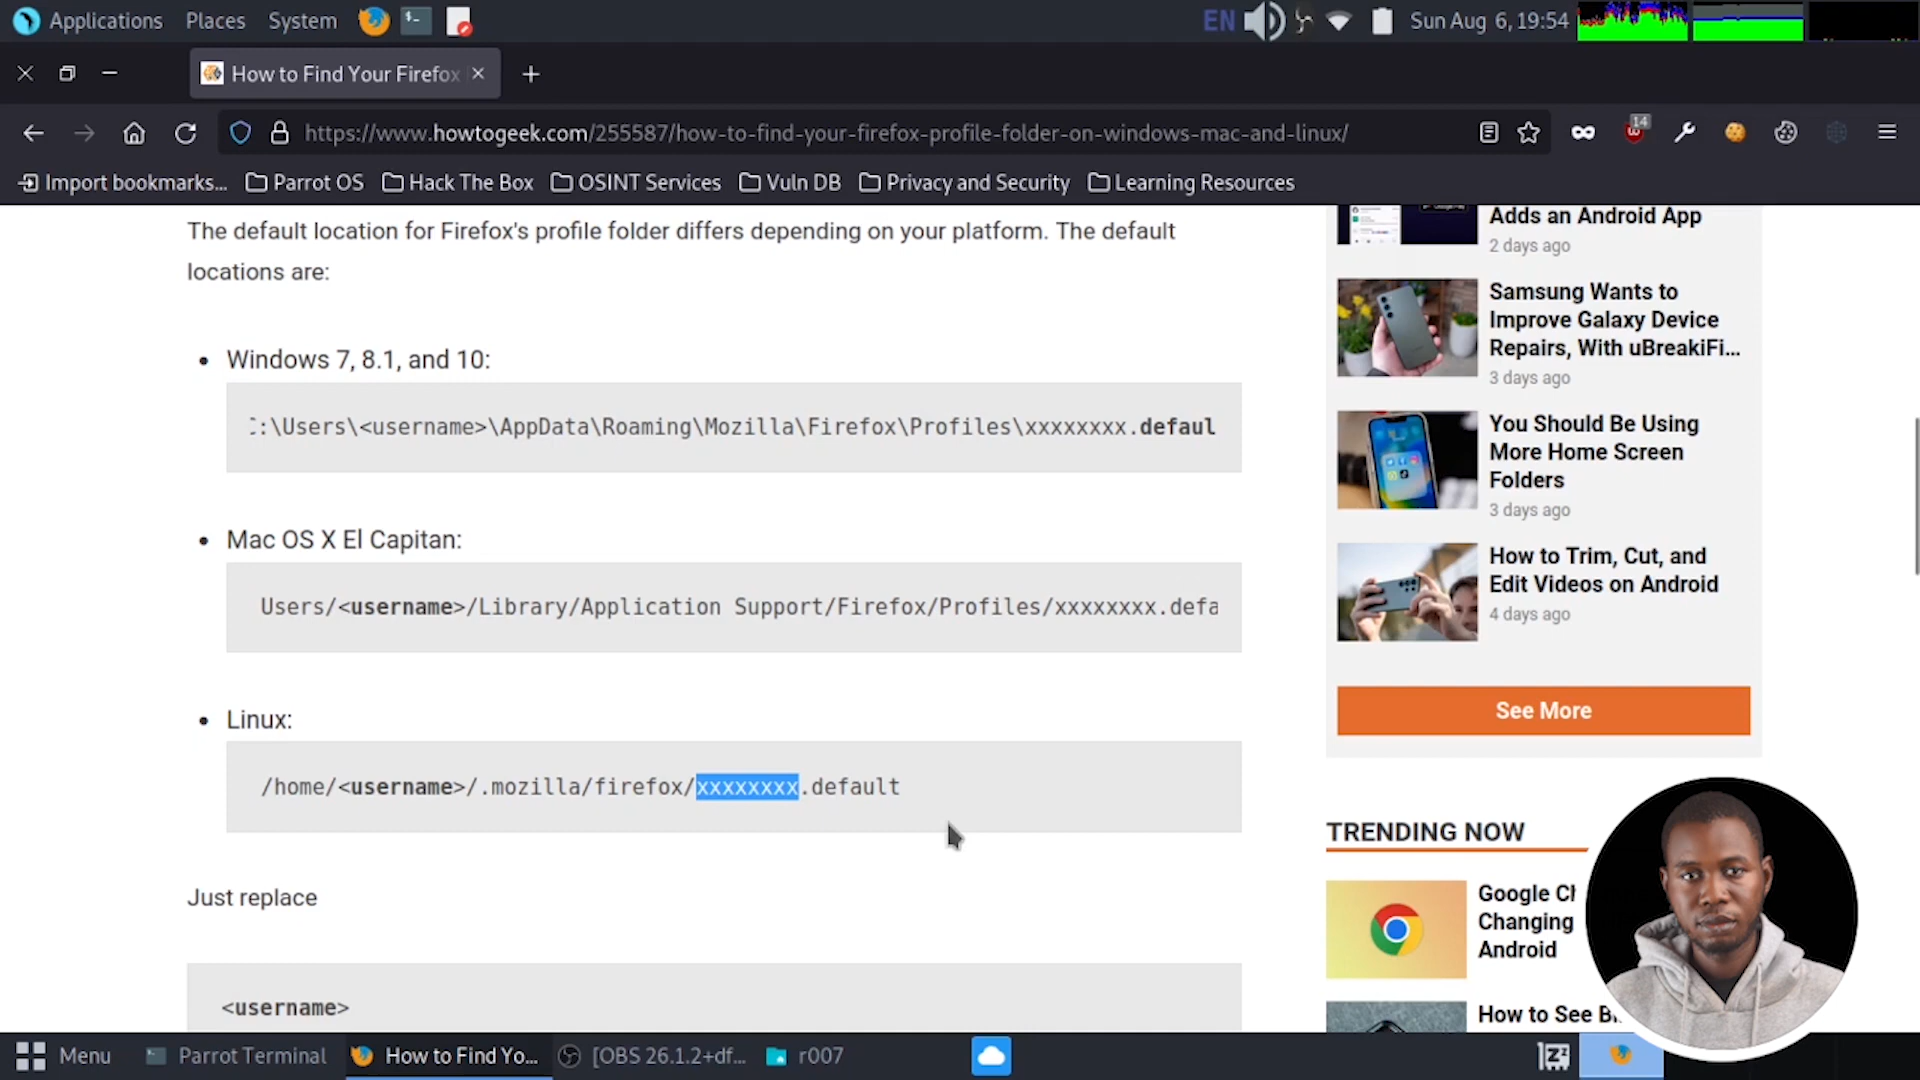 Applications Places System
EN
Sun Aug 6, 19:54
How to Find Your Firefox
https://www.howtogeek.com/255587/how-to-find-your-firefox-profile-folder-on-windows-mac-and-linux/
14
Import bookmarks... Parrot OS Hack The Box OSINT Services Vuln DB Privacy and Security Learning Resources
The default location for Firefox's profile folder differs depending on your platform. The default
locations are:
Windows 7, 8.1, and 10:
:\Users\<username>\AppData\Roaming\Mozilla\Firefox\Profiles\xxxxxxxx.defaul
Mac OS X El Capitan:
Users/<username>/Library/Application Support/Firefox/Profiles/xxxxxxxx.defa
Linux:
/home/<username>/.mozilla/firefox/xxxxxxxx.default
Just replace
<username>
Adds an Android App
2 days ago
Samsung Wants to
Improve Galaxy Device
Repairs, With uBreakiFi...
3 days ago
You Should Be Using
More Home Screen
Folders
3 days ago
How to Trim, Cut, and
Edit Videos on Android
4 days ago
See More
TRENDING NOW
Google
Changing
Android
How to See
Menu Parrot Terminal How to Find Yo... [OBS 26.1.2+df... r007